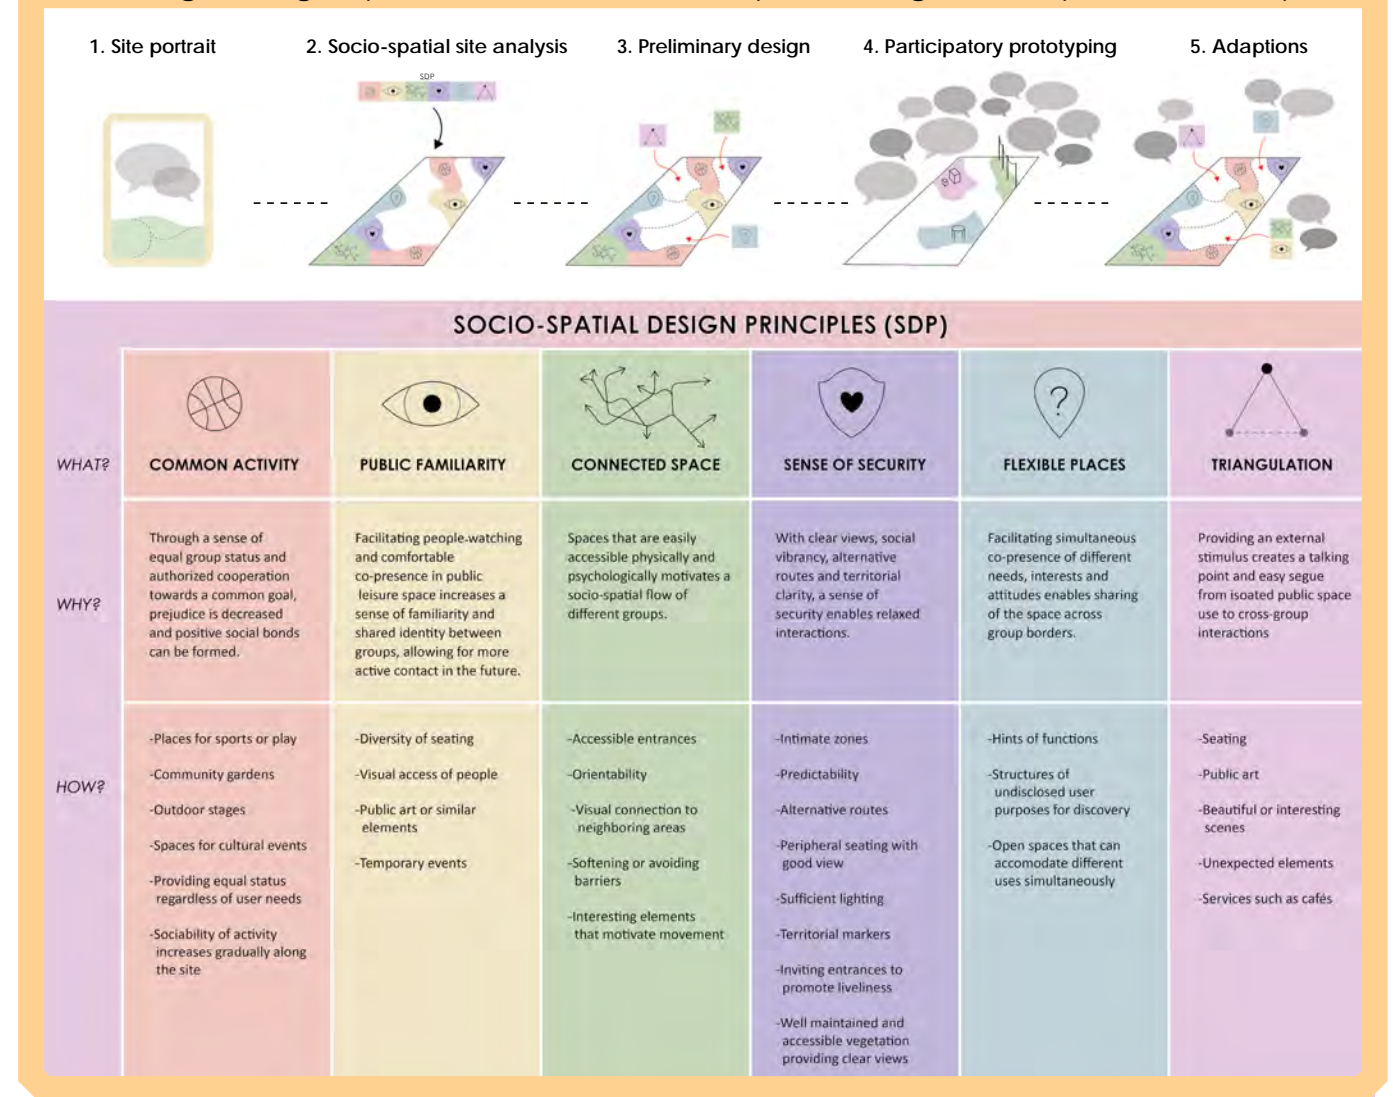 1. Site portrait
2. Socio-spatial site analysis
3. Preliminary design
4. Participatory prototyping
5. Adaptions
SDP
SOCIO-SPATIAL DESIGN PRINCIPLES (SDP)
?
WHAT?
COMMON ACTIVITY
PUBLIC FAMILIARITY
CONNECTED SPACE
SENSE OF SECURITY
FLEXIBLE PLACES
TRIANGULATION
WHY?
Through a sense of
equal group status and
authorized cooperation
towards a common goal,
prejudice is decreased
and positive social bonds
can be formed.
Facilitating people-watching
and comfortable
co-presence in public
leisure space increases a
sense of familiarity and
shared identity between
groups, allowing for more
active contact in the future.
Spaces that are easily
accessible physically and
psychologically motivates a
socio-spatial flow of
different groups.
With clear views, social
vibrancy, alternative
routes and territorial
clarity, a sense of
security enables relaxed
interactions.
Facilitating simultaneous
co-presence of different
needs, interests and
attitudes enables sharing
of the space across
group borders.
Providing an external
stimulus creates a talking
point and easy segue
from isoated public space
use to cross-group
interactions
HOW?
-Places for sports or play
-Community gardens
-Outdoor stages
-Spaces for cultural events
-Providing equal status
regardless of user needs
-Sociability of activity
increases gradually along
the site
-Diversity of seating
-Visual access of people
-Public art or similar
elements
-Temporary events
-Accessible entrances
-Orientability
-Visual connection to
neighboring areas
-Softening or avoiding
barriers
-Interesting elements
that motivate movement
-Intimate zones
-Predictability
-Alternative routes
-Peripheral seating with
good view
-Sufficient lighting
-Territorial markers
-Inviting entrances to
promote liveliness
-Well maintained and
accessible vegetation
providing clear views
-Hints of functions
-Structures of
undisclosed user
purposes for discovery
-Open spaces that can
accomodate different
uses simultaneously
-Seating
-Public art
-Beautiful or interesting
scenes
-Unexpected elements
-Services such as cafés